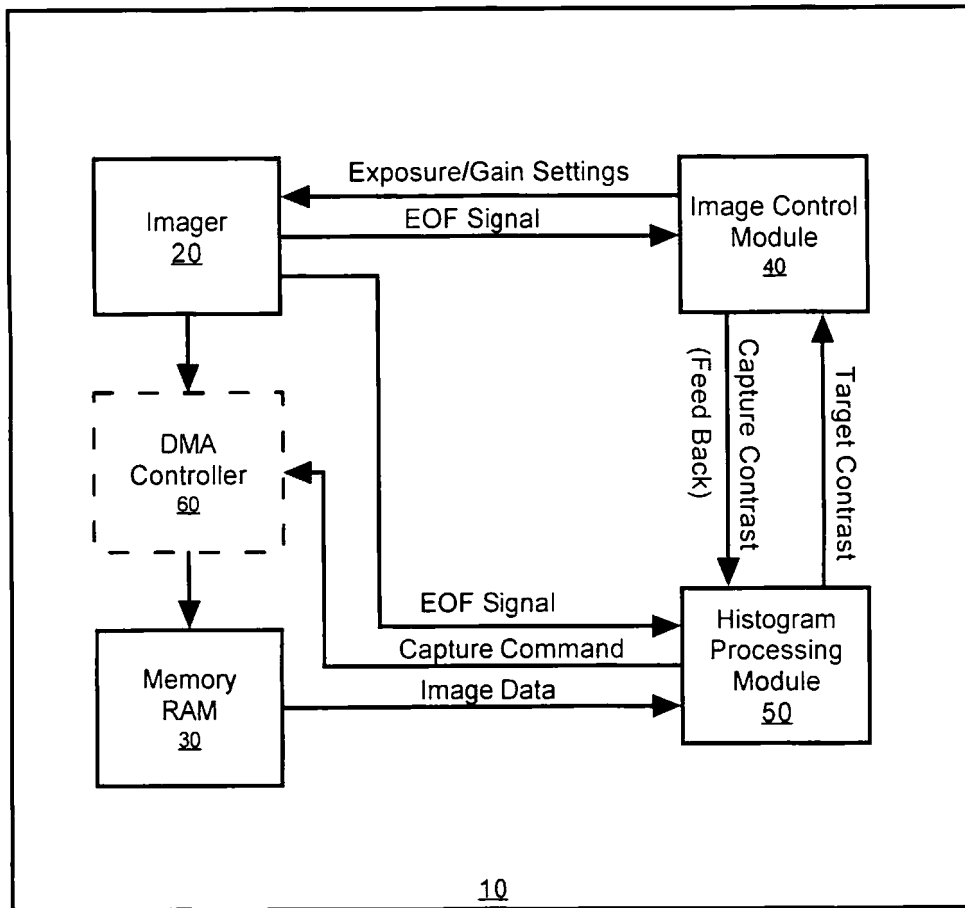 Exposure/Gain Settings
Imager
20
EOF Signal
Image Control
Module
40
Capture Contrast
(Feed Back)
Target Contrast
DMA
Controller
60
EOF Signal
Capture Command
Image Data
Memory
RAM
30
Histogram
Processing
Module
50
10